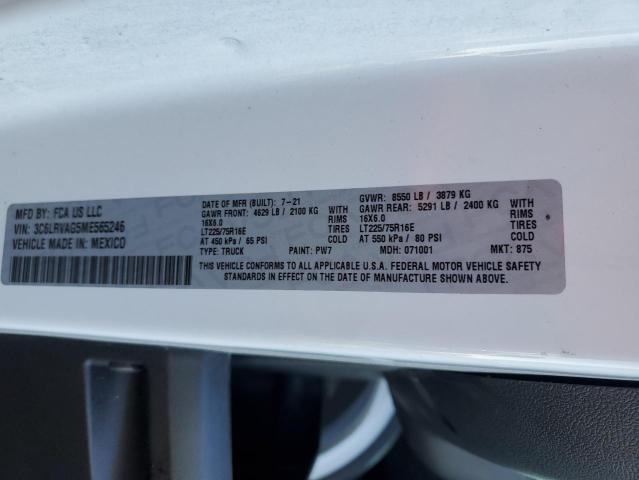 MFD BY: FCA US LLC
VIN: 3C6LRVAG5ME565246
VEHICLE MADE IN: MEXICO
DATE OF MFR (BUILT): 7-21
GAWR FRONT: 4629 LB / 2100 KG WITH
16X6.0 RIMS
LT225/75R16E TIRES
AT 450 kPa / 65 PSI COLD
TYPE: TRUCK PAINT: PW7
GVWR: 8550 LB / 3879 KG
GAWR REAR: 5291 LB / 2400 KG WITH
16X6.0 RIMS
LT225/75R16E TIRES
AT 550 kPa / 80 PSI COLD
MDH: 071001 MKT: 875
THIS VEHICLE CONFORMS TO ALL APPLICABLE U.S.A. FEDERAL MOTOR VEHICLE SAFETY
STANDARDS IN EFFECT ON THE DATE OF MANUFACTURE SHOWN ABOVE.